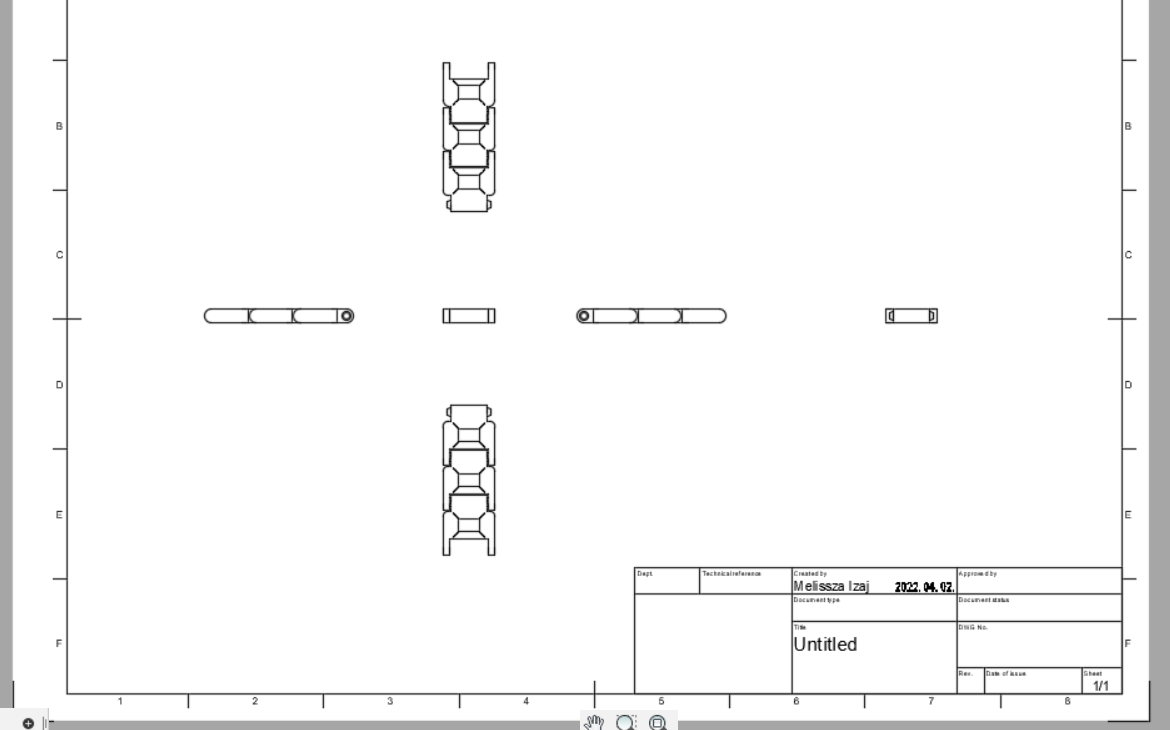 B B
C C
D D
E E
Dept. Technical reference Created by Approved by
Melissza Izaj 2022. 04. 02.
Document type Document status
Title DWG No.
F Untitled F
Rev. Date of issue Sheet
1/1
1 2 3 4 5 6 7 8